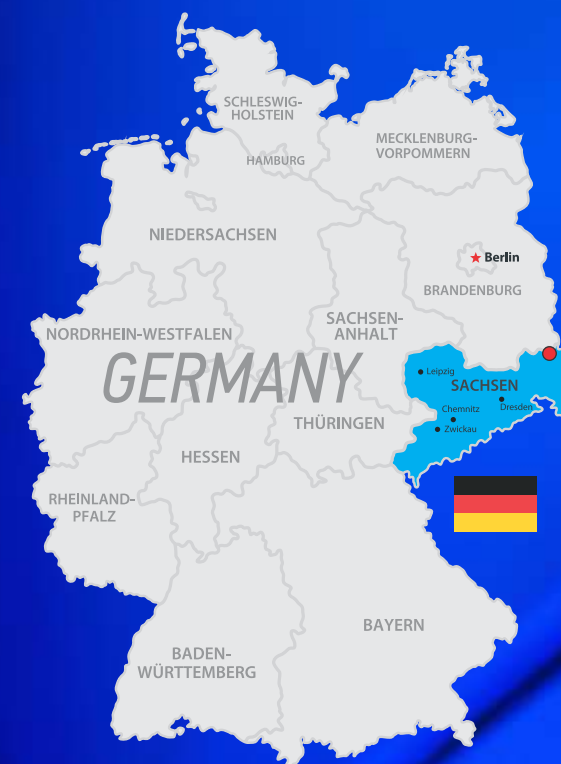 SCHLESWIG-
HOLSTEIN
MECKLENBURG-
VORPOMMERN
HAMBURG
NIEDERSACHSEN
Berlin
BRANDENBURG
SACHSEN-
ANHALT
NORDRHEIN-WESTFALEN
GERMANY
Leipzig
SACHSEN
Chemnitz
Dresden
Zwickau
THÜRINGEN
HESSEN
RHEINLAND-
PFALZ
BAYERN
BADEN-
WÜRTTEMBERG